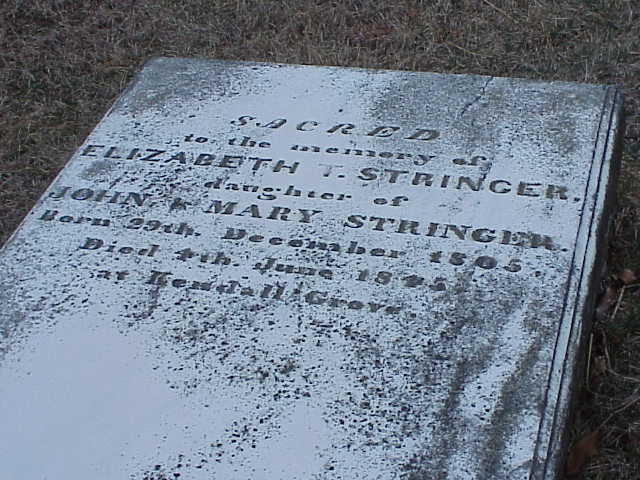 SACRED
to the memory of
ELIZABETH T. STRINGER,
daughter of
JOHN & MARY STRINGER.
Born 29th. December 1805.
Died 4th. June 1845.
at Kendall Grove.